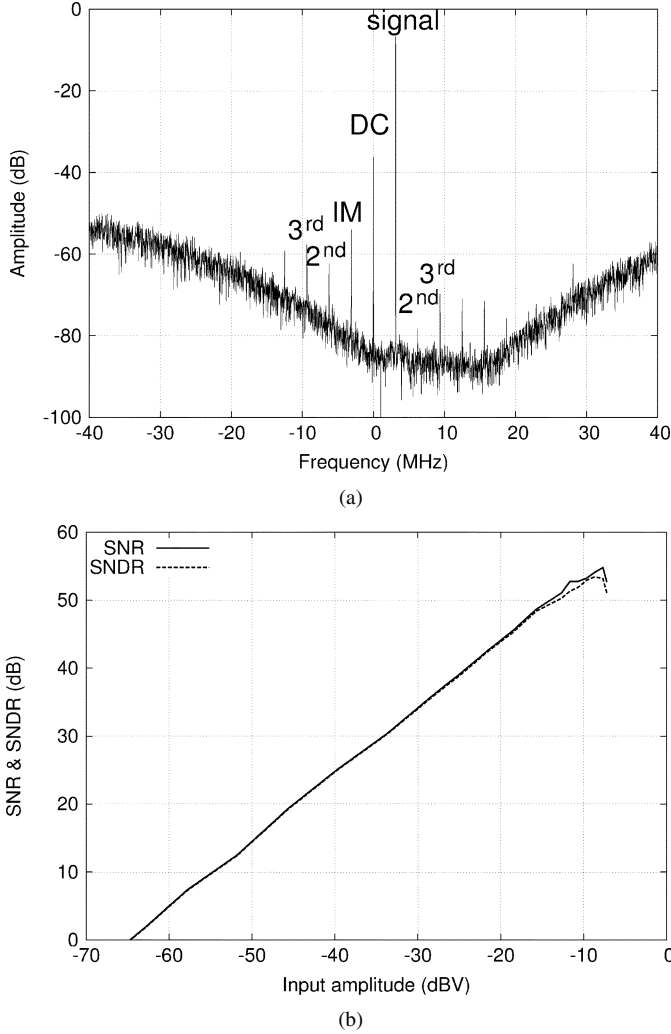 0
signal
-20
DC
-40
IM
3rd
2nd
3rd
2nd
-60
-80
-100
Amplitude (dB)
-40 -30 -20 -10 0 10 20 30 40
Frequency (MHz)
(a)
60
SNR
SNDR
50
40
30
20
10
0
SNR & SNDR (dB)
-70 -60 -50 -40 -30 -20 -10 0
Input amplitude (dBV)
(b)